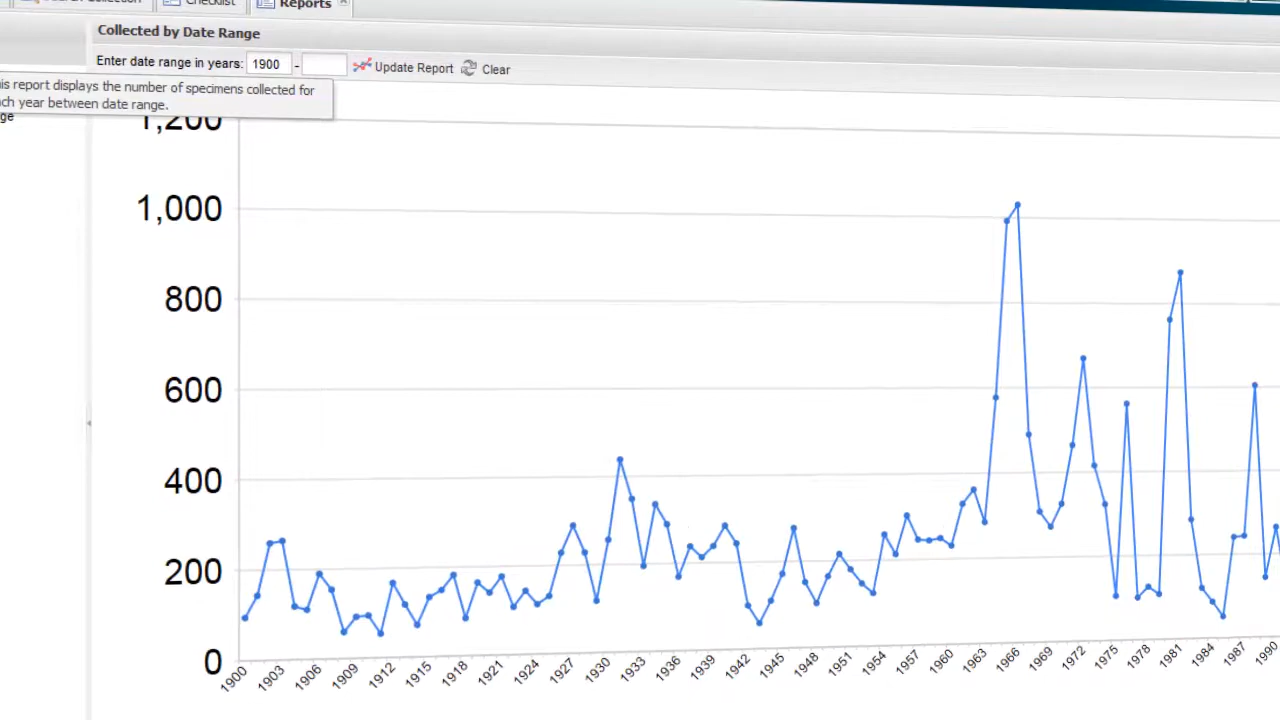 Checklist
Reports
Collected by Date Range
Enter date range in years: 1900 -
Update Report
Clear
is report displays the number of specimens collected for
ch year between date range.
ge
1,200
1,000
800
600
400
200
0
1900 1903 1906 1909 1912 1915 1918 1921 1924 1927 1930 1933 1936 1939 1942 1945 1948 1951 1954 1957 1960 1963 1966 1969 1972 1975 1978 1981 1984 1987 1990